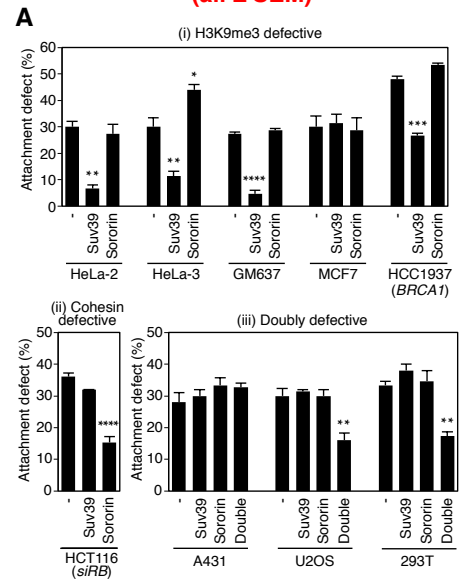 A
(i) H3K9me3 defective
Attachment defect (%)
60
50
40
30
20
10
0
** * ** **** ***
- Suv39 Sororin - Suv39 Sororin - Suv39 Sororin - Suv39 Sororin - Suv39 Sororin
HeLa-2 HeLa-3 GM637 MCF7 HCC1937
(BRCA1)
(ii) Cohesin
defective
Attachment defect (%)
50
40
30
20
10
0
****
- Suv39 Sororin
HCT116
(siRB)
(iii) Doubly defective
Attachment defect (%)
50
40
30
20
10
0
** **
- Suv39 Sororin Double - Suv39 Sororin Double - Suv39 Sororin Double
A431 U2OS 293T